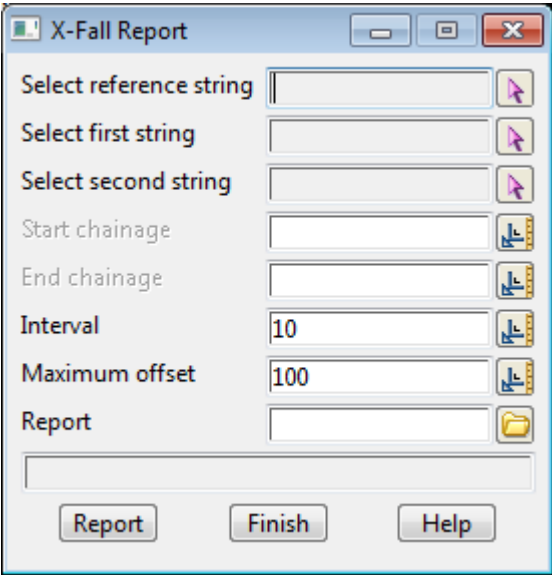 X-Fall Report
Select reference string
Select first string
Select second string
Start chainage
End chainage
Interval 10
Maximum offset 100
Report
Report Finish Help